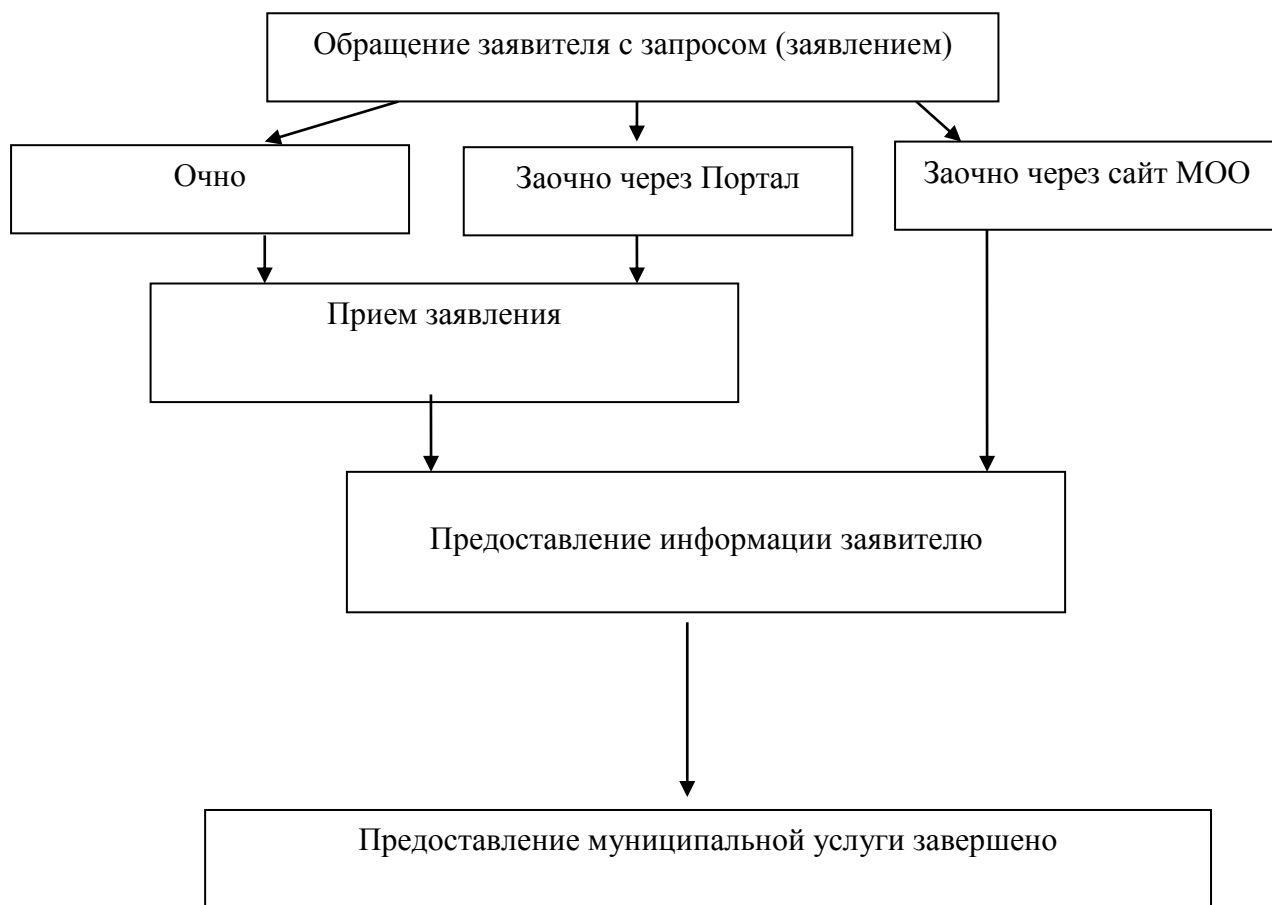 Обращение заявителя с запросом (заявлением)
Очно
Заочно через Портал
Заочно через сайт МОО
Прием заявления
Предоставление информации заявителю
Предоставление муниципальной услуги завершено